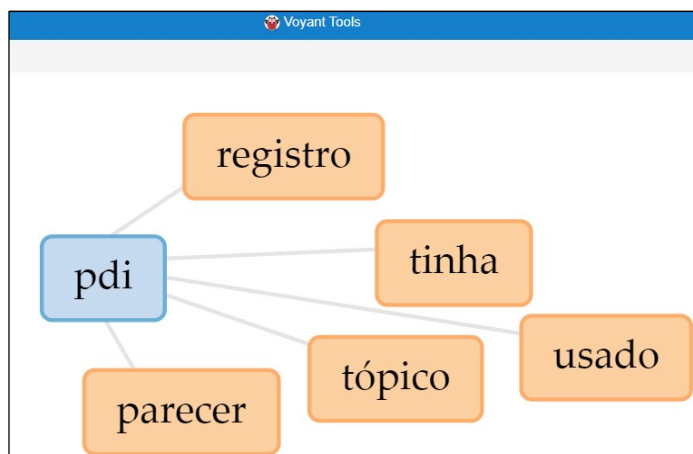 Voyant Tools
registro
tinha
pdi
usado
tópico
parecer